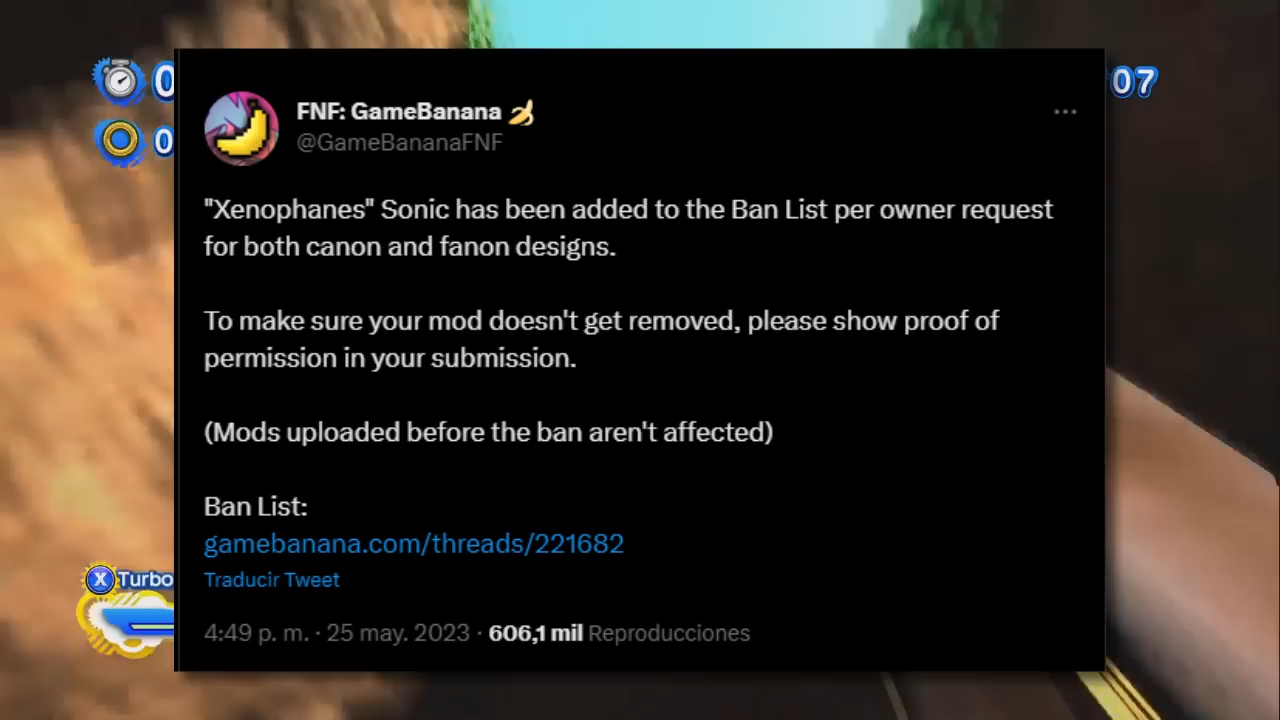 0
07
0
FNF: GameBanana 🍌
@GameBananaFNF
"Xenophanes" Sonic has been added to the Ban List per owner request
for both canon and fanon designs.
To make sure your mod doesn't get removed, please show proof of
permission in your submission.
(Mods uploaded before the ban aren't affected)
Ban List:
gamebanana.com/threads/221682
Traducir Tweet
4:49 p. m. · 25 may. 2023 · 606,1 mil Reproducciones
X Turbo